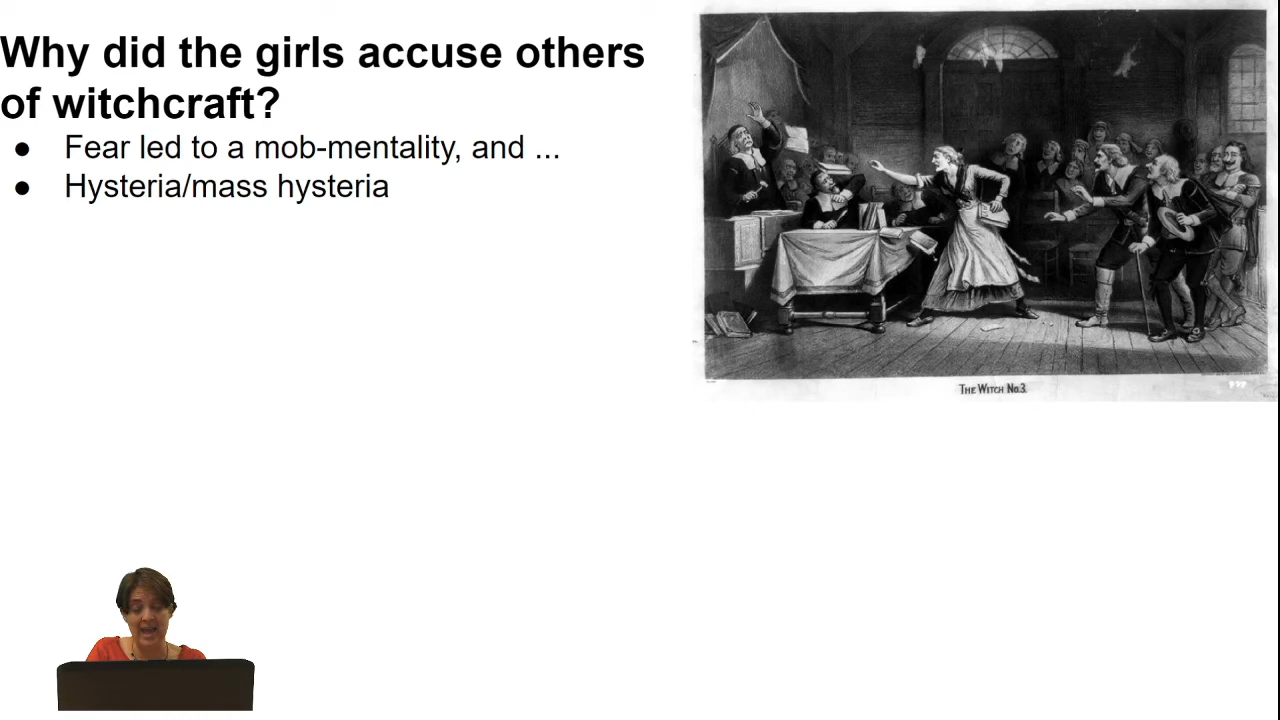 Why did the girls accuse others
of witchcraft?
● Fear led to a mob-mentality, and ...
● Hysteria/mass hysteria
THE WITCH NO.3.